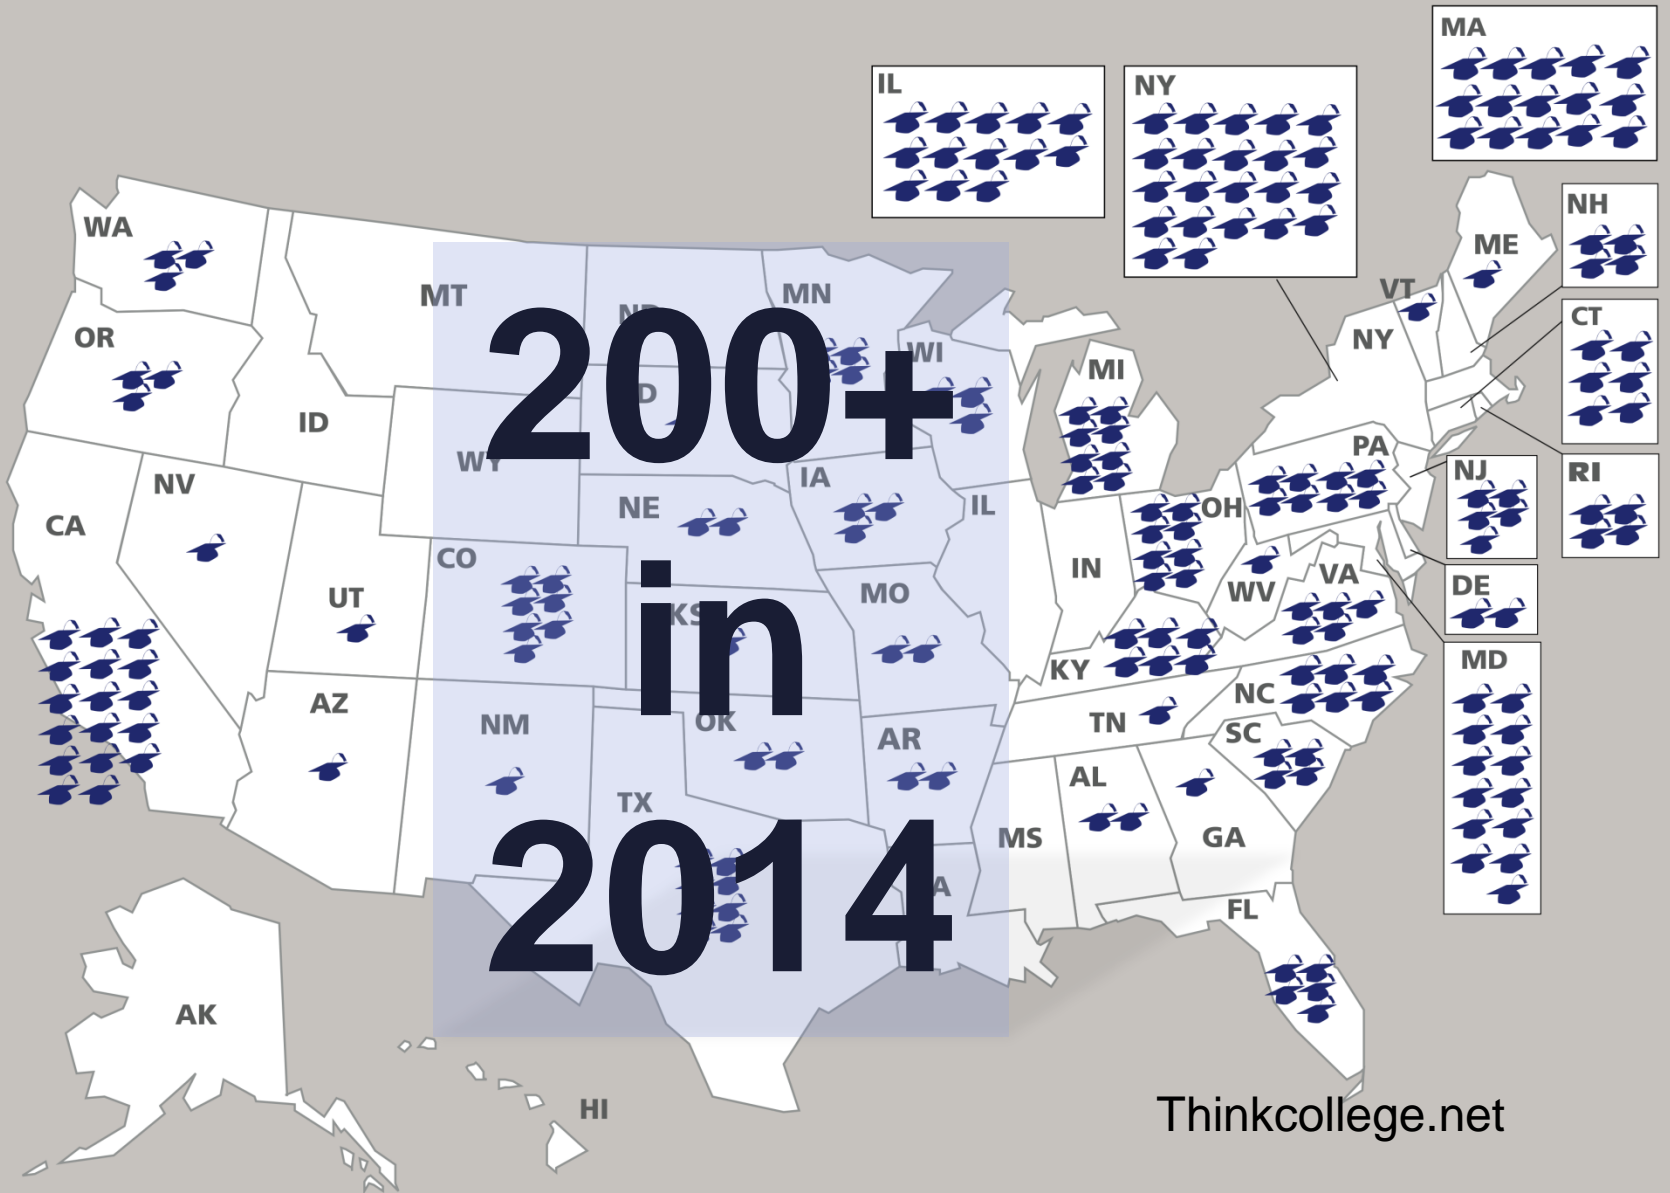 MA
IL
NY
NH
ME
VT
CT
WA
MT
MN
OR
NY
WI
MI
ID
PA
WY
NV
IA
NJ
RI
IL
OH
NE
CA
CO
IN
WV
VA
DE
UT
MO
KS
KY
MD
NC
AZ
NM
OK
TN
SC
AR
AL
TX
MS
GA
FL
AK
HI
200+
in
2014
Thinkcollege.net